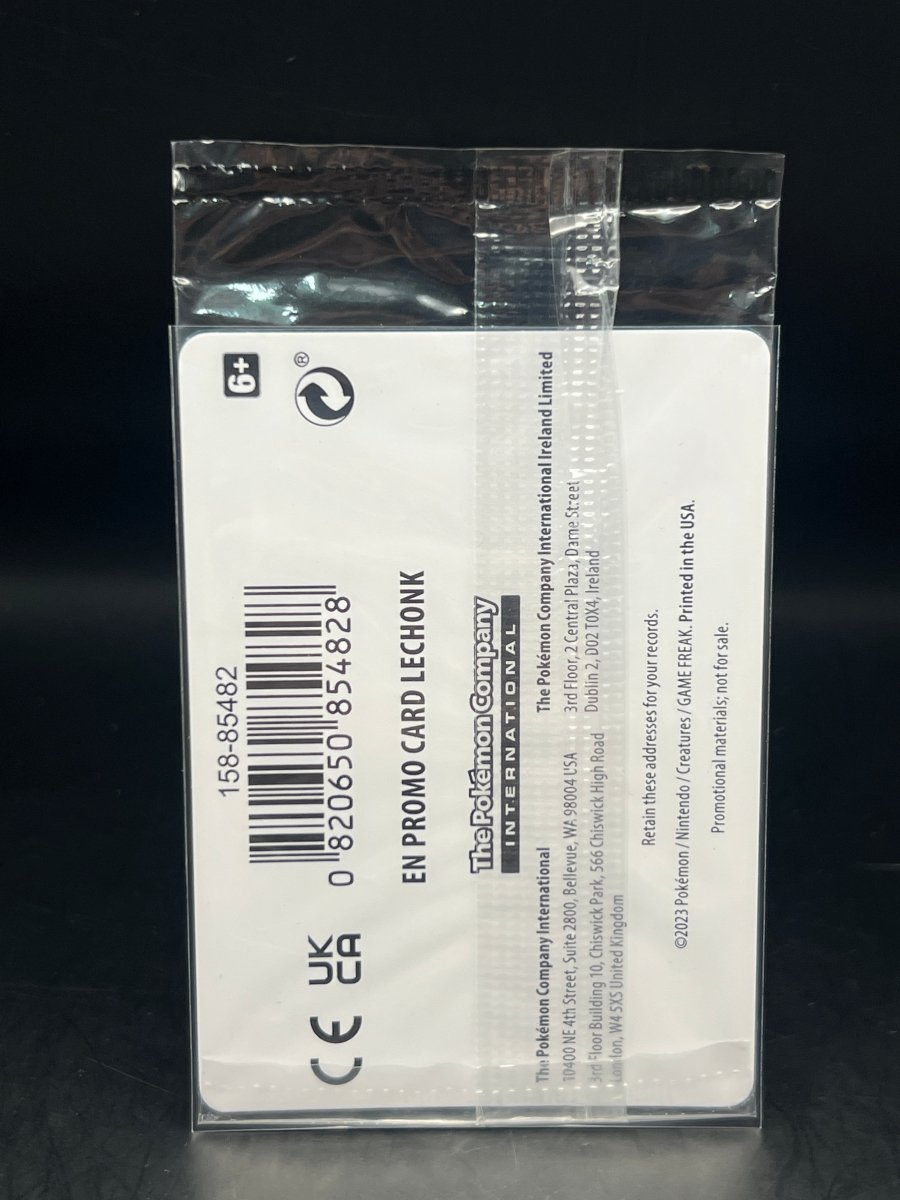 6+
®
158-85482
0 820650 854828
CE UK CA
EN PROMO CARD LECHONK
The Pokémon Company
INTERNATIONAL
The Pokémon Company International
10400 NE 4th Street, Suite 2800, Bellevue, WA 98004 USA
3rd Floor Building 10, Chiswick Park, 566 Chiswick High Road
London, W4 5XS United Kingdom
The Pokémon Company International Ireland Limited
3rd Floor, 2 Central Plaza, Dame Street
Dublin 2, D02 T0X4, Ireland
Retain these addresses for your records.
©2023 Pokémon / Nintendo / Creatures / GAME FREAK. Printed in the USA.
Promotional materials; not for sale.